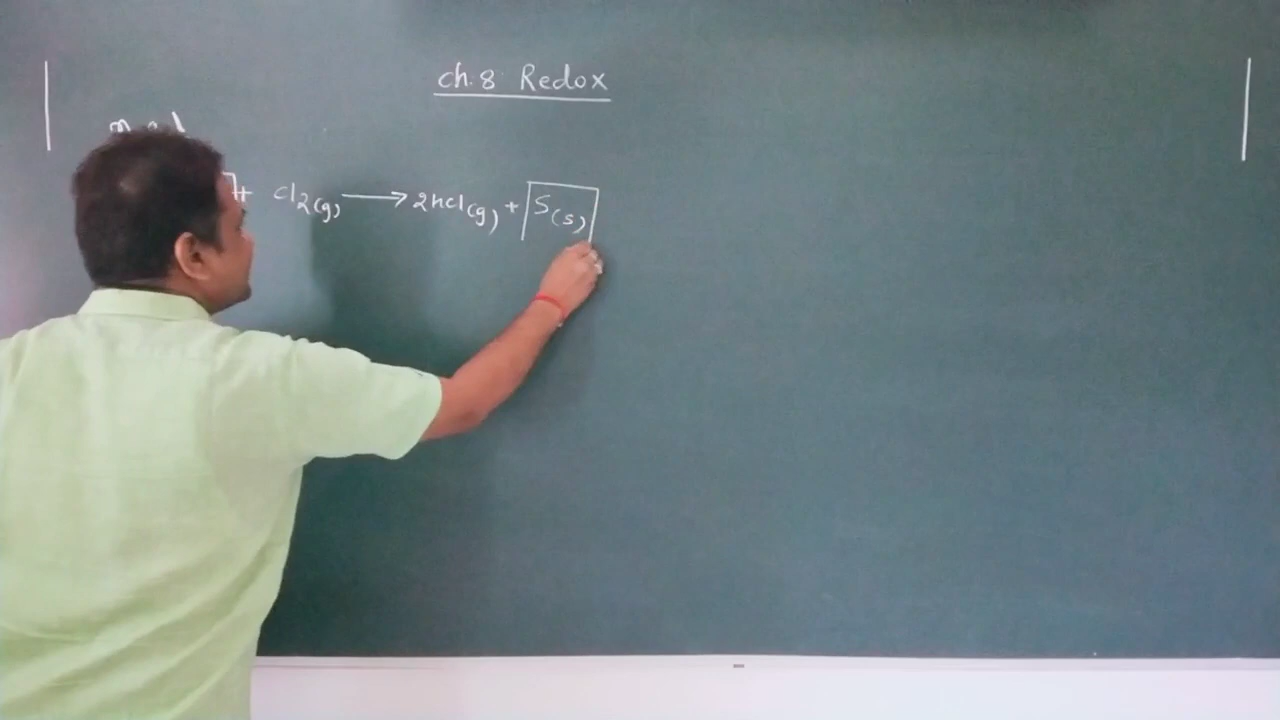 ch.8 Redox
+ Cl2(g) ⟶ 2HCl(g) + S(s)